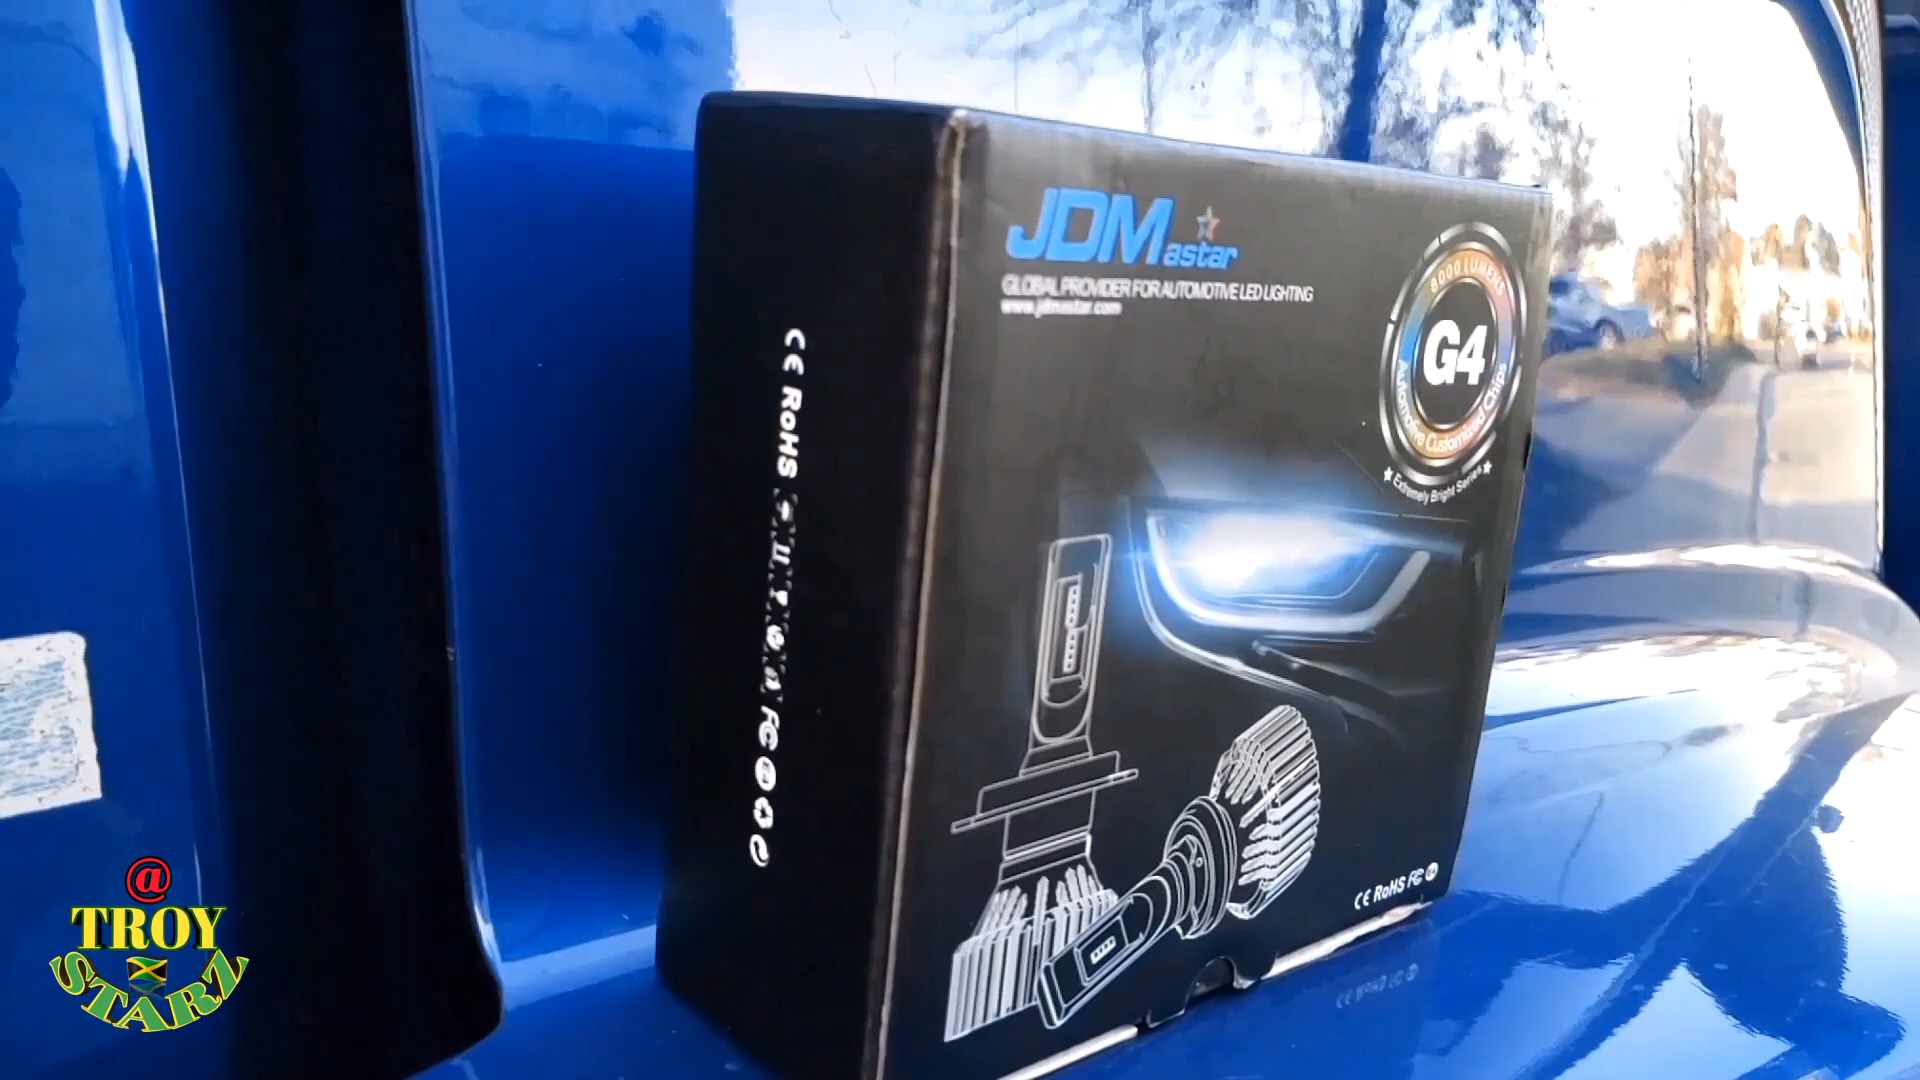 JDMastar
GLOBAL PROVIDER FOR AUTOMOTIVE LED LIGHTING
www.jdmastar.com
8000 LUMENS
G4
Automotive Customized Chips
★ Extremely Bright Series ★
CE RoHS FC
CE RoHS FC
@
TROY
STARZ